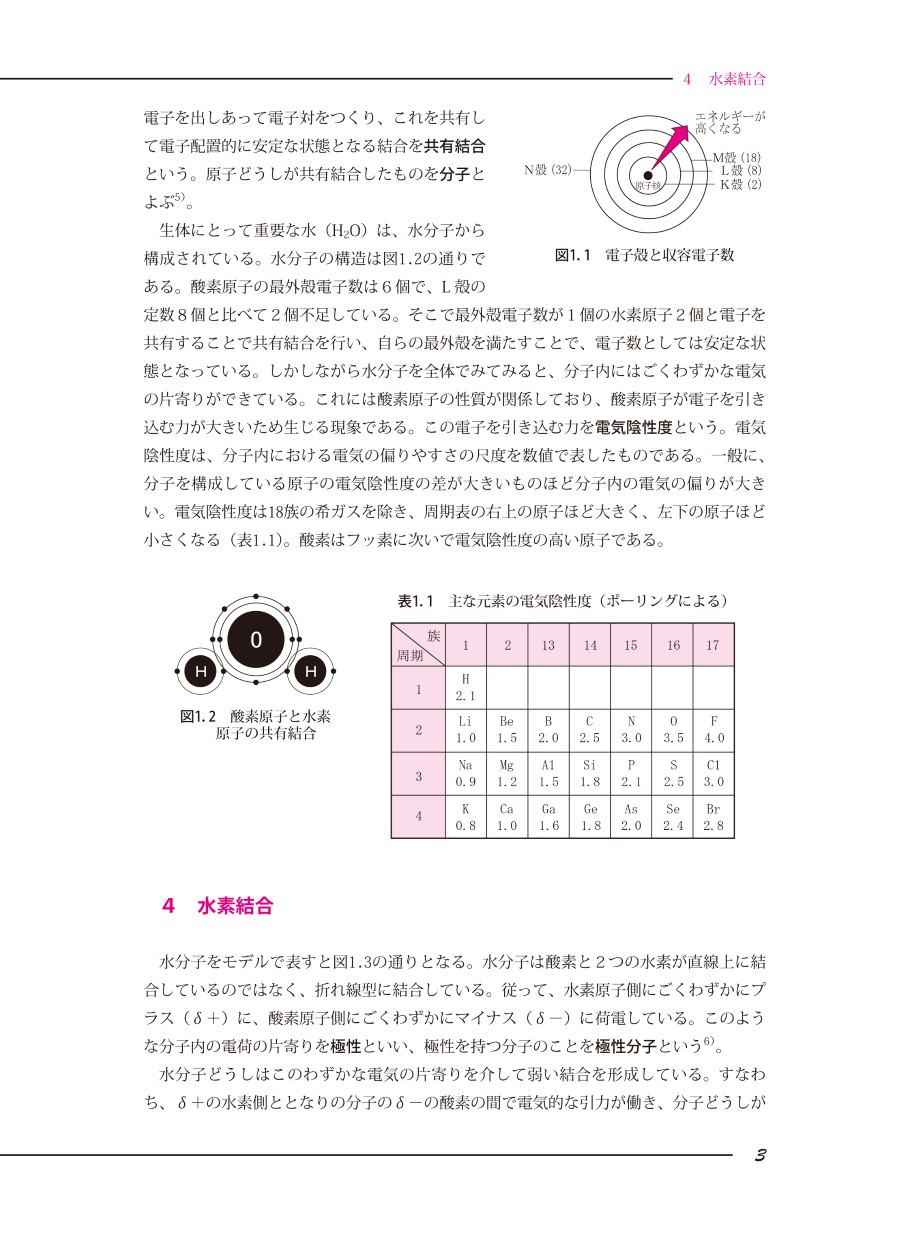 4　水素結合
電子を出しあって電子対をつくり、これを共有し
て電子配置的に安定な状態となる結合を共有結合
という。原子どうしが共有結合したものを分子と
よぶ5)。
生体にとって重要な水（H₂O）は、水分子から
構成されている。水分子の構造は図1.2の通りで
ある。酸素原子の最外殻電子数は６個で、L 殻の
エネルギーが
高くなる
N殻 (32)
M殻 (18)
L殻 (8)
K殻 (2)
原子核
図1.1　電子殻と収容電子数
定数８個と比べて２個不足している。そこで最外殻電子数が１個の水素原子２個と電子を
共有することで共有結合を行い、自らの最外殻を満たすことで、電子数としては安定な状
態となっている。しかしながら水分子を全体でみてみると、分子内にはごくわずかな電気
の片寄りができている。これには酸素原子の性質が関係しており、酸素原子が電子を引き
込む力が大きいため生じる現象である。この電子を引き込む力を電気陰性度という。電気
陰性度は、分子内における電気の偏りやすさの尺度を数値で表したものである。一般に、
分子を構成している原子の電気陰性度の差が大きいものほど分子内の電気の偏りが大き
い。電気陰性度は18族の希ガスを除き、周期表の右上の原子ほど大きく、左下の原子ほど
小さくなる（表1.1）。酸素はフッ素に次いで電気陰性度の高い原子である。
O
H H
図1.2　酸素原子と水素
原子の共有結合
表1.1　主な元素の電気陰性度（ポーリングによる）
族
周期
1 2 13 14 15 16 17
1
H
2.1
2
Li Be B C N O F
1.0 1.5 2.0 2.5 3.0 3.5 4.0
3
Na Mg Al Si P S Cl
0.9 1.2 1.5 1.8 2.1 2.5 3.0
4
K Ca Ga Ge As Se Br
0.8 1.0 1.6 1.8 2.0 2.4 2.8
4　水素結合
水分子をモデルで表すと図1.3の通りとなる。水分子は酸素と２つの水素が直線上に結
合しているのではなく、折れ線型に結合している。従って、水素原子側にごくわずかにプ
ラス（δ＋）に、酸素原子側にごくわずかにマイナス（δ－）に荷電している。このよう
な分子内の電荷の片寄りを極性といい、極性を持つ分子のことを極性分子という6)。
水分子どうしはこのわずかな電気の片寄りを介して弱い結合を形成している。すなわ
ち、δ＋の水素側ととなりの分子のδ－の酸素の間で電気的な引力が働き、分子どうしが
3